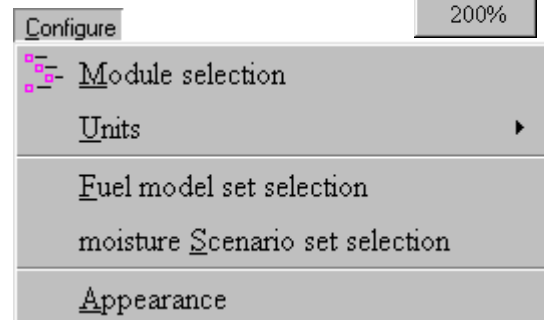 200%
Configure
Module selection
Units
Fuel model set selection
moisture Scenario set selection
Appearance